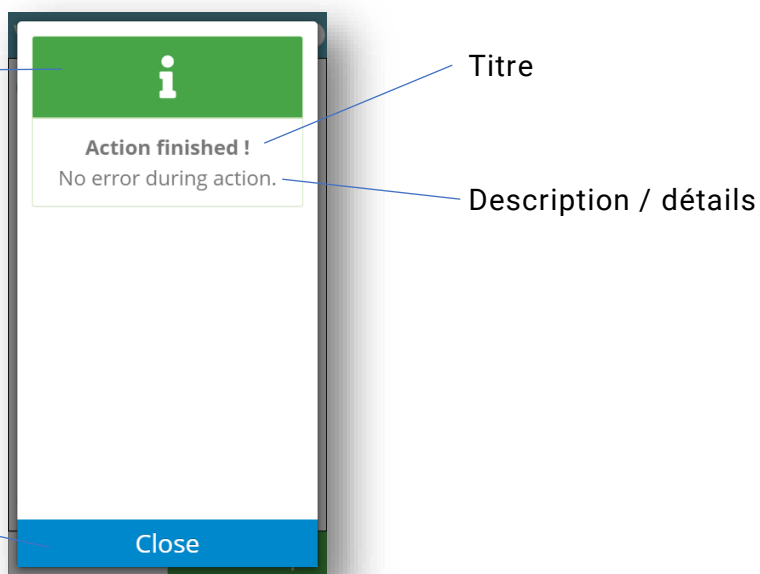 Titre
Action finished !
No error during action.
Description / détails
Close